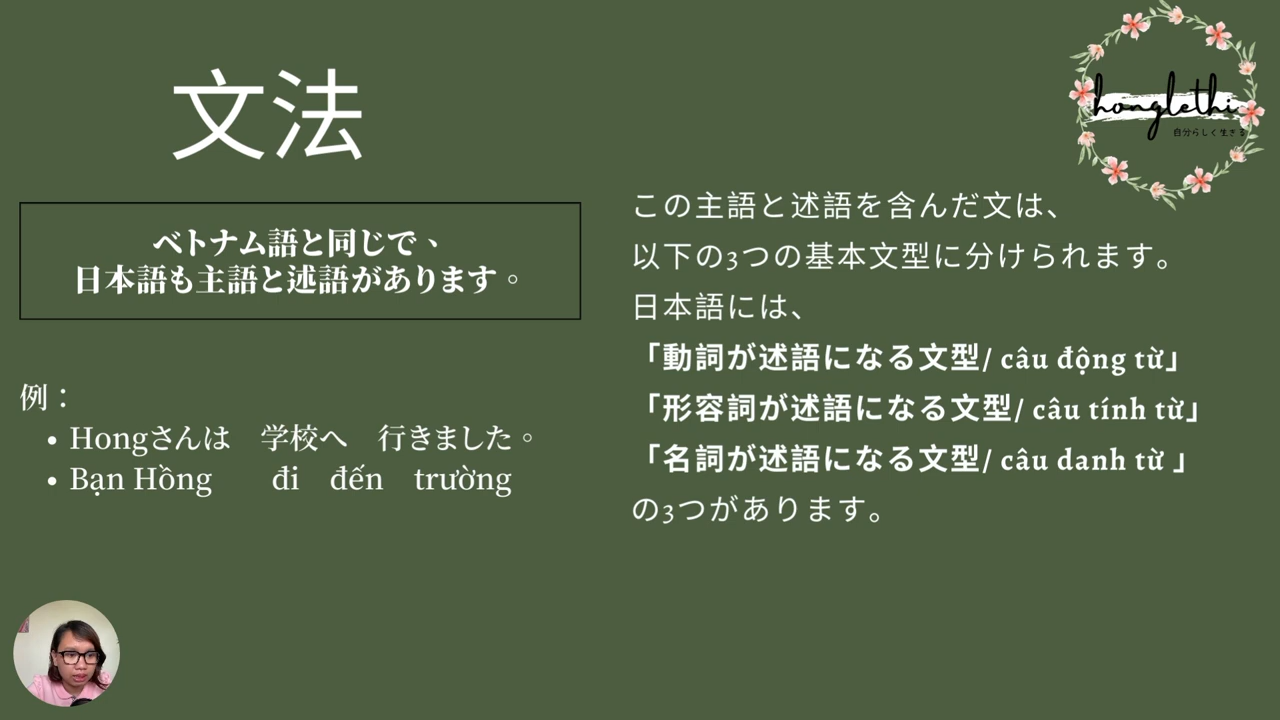 文法
honglethi
自分らしく生きる
ベトナム語と同じで、
日本語も主語と述語があります。
例：
• Hongさんは　学校へ　行きました。
• Bạn Hồng　　đi　đến　trường
この主語と述語を含んだ文は、
以下の3つの基本文型に分けられます。
日本語には、
「動詞が述語になる文型/ câu động từ」
「形容詞が述語になる文型/ câu tính từ」
「名詞が述語になる文型/ câu danh từ 」
の3つがあります。